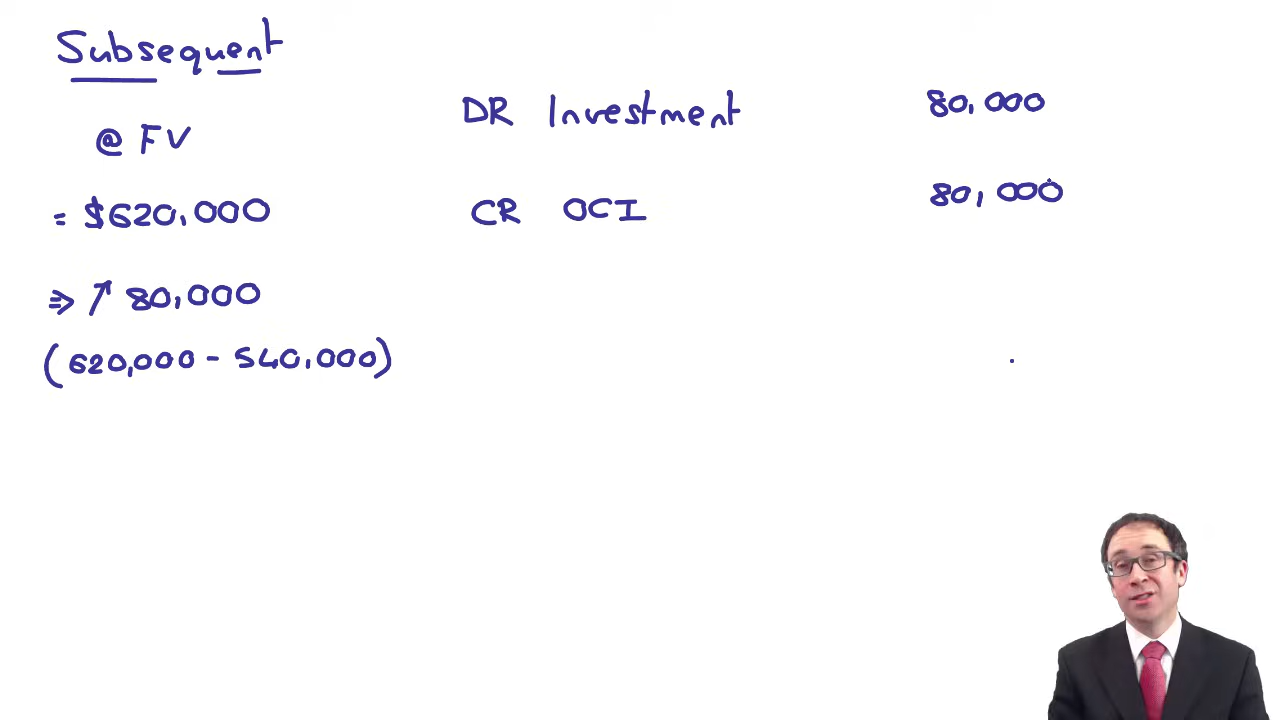 Subsequent
@ FV
= $620,000
⇒ ↗ 80,000
(620,000 - 540,000)
DR Investment 80,000
CR OCI 80,000